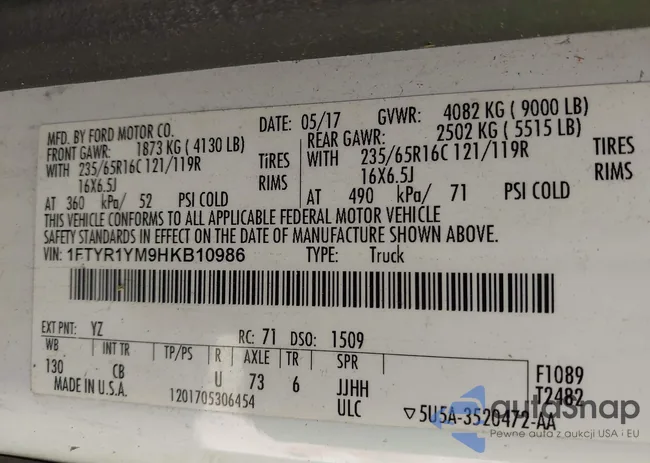 MFD. BY FORD MOTOR CO. DATE: 05/17 GVWR: 4082 KG ( 9000 LB)
FRONT GAWR: 1873 KG ( 4130 LB) REAR GAWR: 2502 KG ( 5515 LB)
WITH 235/65R16C 121/119R TIRES WITH 235/65R16C 121/119R TIRES
16X6.5J RIMS 16X6.5J RIMS
AT 360 kPa/ 52 PSI COLD AT 490 kPa/ 71 PSI COLD
THIS VEHICLE CONFORMS TO ALL APPLICABLE FEDERAL MOTOR VEHICLE
SAFETY STANDARDS IN EFFECT ON THE DATE OF MANUFACTURE SHOWN ABOVE.
VIN: 1FTYR1YM9HKB10986 TYPE: Truck
EXT PNT: YZ RC: 71 DSO: 1509
WB INT TR TP/PS R AXLE TR SPR
130 CB U 73 6 JJHH F1089
MADE IN U.S.A. 1201705306454 ULC T2482
▽5U5A-3520472-AA
autasnap
Pewne auta z aukcji USA i EU